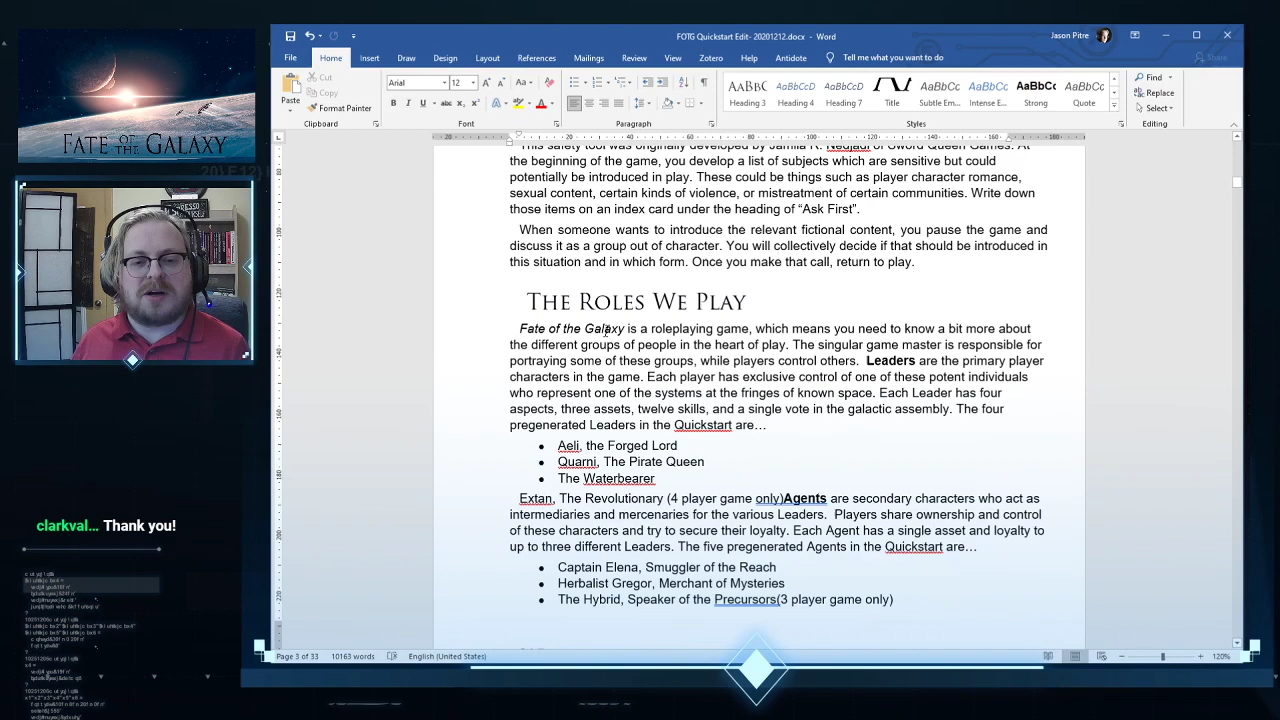 FOTG Quickstart Edit- 20201212.docx - Word
Jason Pitre
File Home Insert Draw Design Layout References Mailings Review View Zotero Help Antidote Tell me what you want to do Share
Paste
Cut
Copy
Format Painter
Arial 12
Heading 3 Heading 4 Heading 7 Title Subtle Em... Intense E... Strong Quote
Find
Replace
Select
Clipboard Font Paragraph Styles Editing
FATE OF THE GALAXY
This safety tool was originally developed by Jamila R. Nedjadi of Sword Queen Games. At
the beginning of the game, you develop a list of subjects which are sensitive but could
potentially be introduced in play. These could be things such as player character romance,
sexual content, certain kinds of violence, or mistreatment of certain communities. Write down
those items on an index card under the heading of “Ask First”.
When someone wants to introduce the relevant fictional content, you pause the game and
discuss it as a group out of character. You will collectively decide if that should be introduced in
this situation and in which form. Once you make that call, return to play.
THE ROLES WE PLAY
Fate of the Galaxy is a roleplaying game, which means you need to know a bit more about
the different groups of people in the heart of play. The singular game master is responsible for
portraying some of these groups, while players control others. Leaders are the primary player
characters in the game. Each player has exclusive control of one of these potent individuals
who represent one of the systems at the fringes of known space. Each Leader has four
aspects, three assets, twelve skills and a single vote in the galactic assembly. The four
pregenerated Leaders in the Quickstart are…
• Aeli, the Forged Lord
• Quarni, The Pirate Queen
• The Waterbearer
Extan, The Revolutionary (4 player game only)Agents are secondary characters who act as
intermediaries and mercenaries for the various Leaders. Players share ownership and control
of these characters and try to secure their loyalty. Each Agent has a single asset and loyalty to
up to three different Leaders. The five pregenerated Agents in the Quickstart are…
• Captain Elena, Smuggler of the Reach
• Herbalist Gregor, Merchant of Mysteries
• The Hybrid, Speaker of the Precursors(3 player game only)
clarkval... Thank you!
Page 3 of 33 10163 words English (United States) 120%